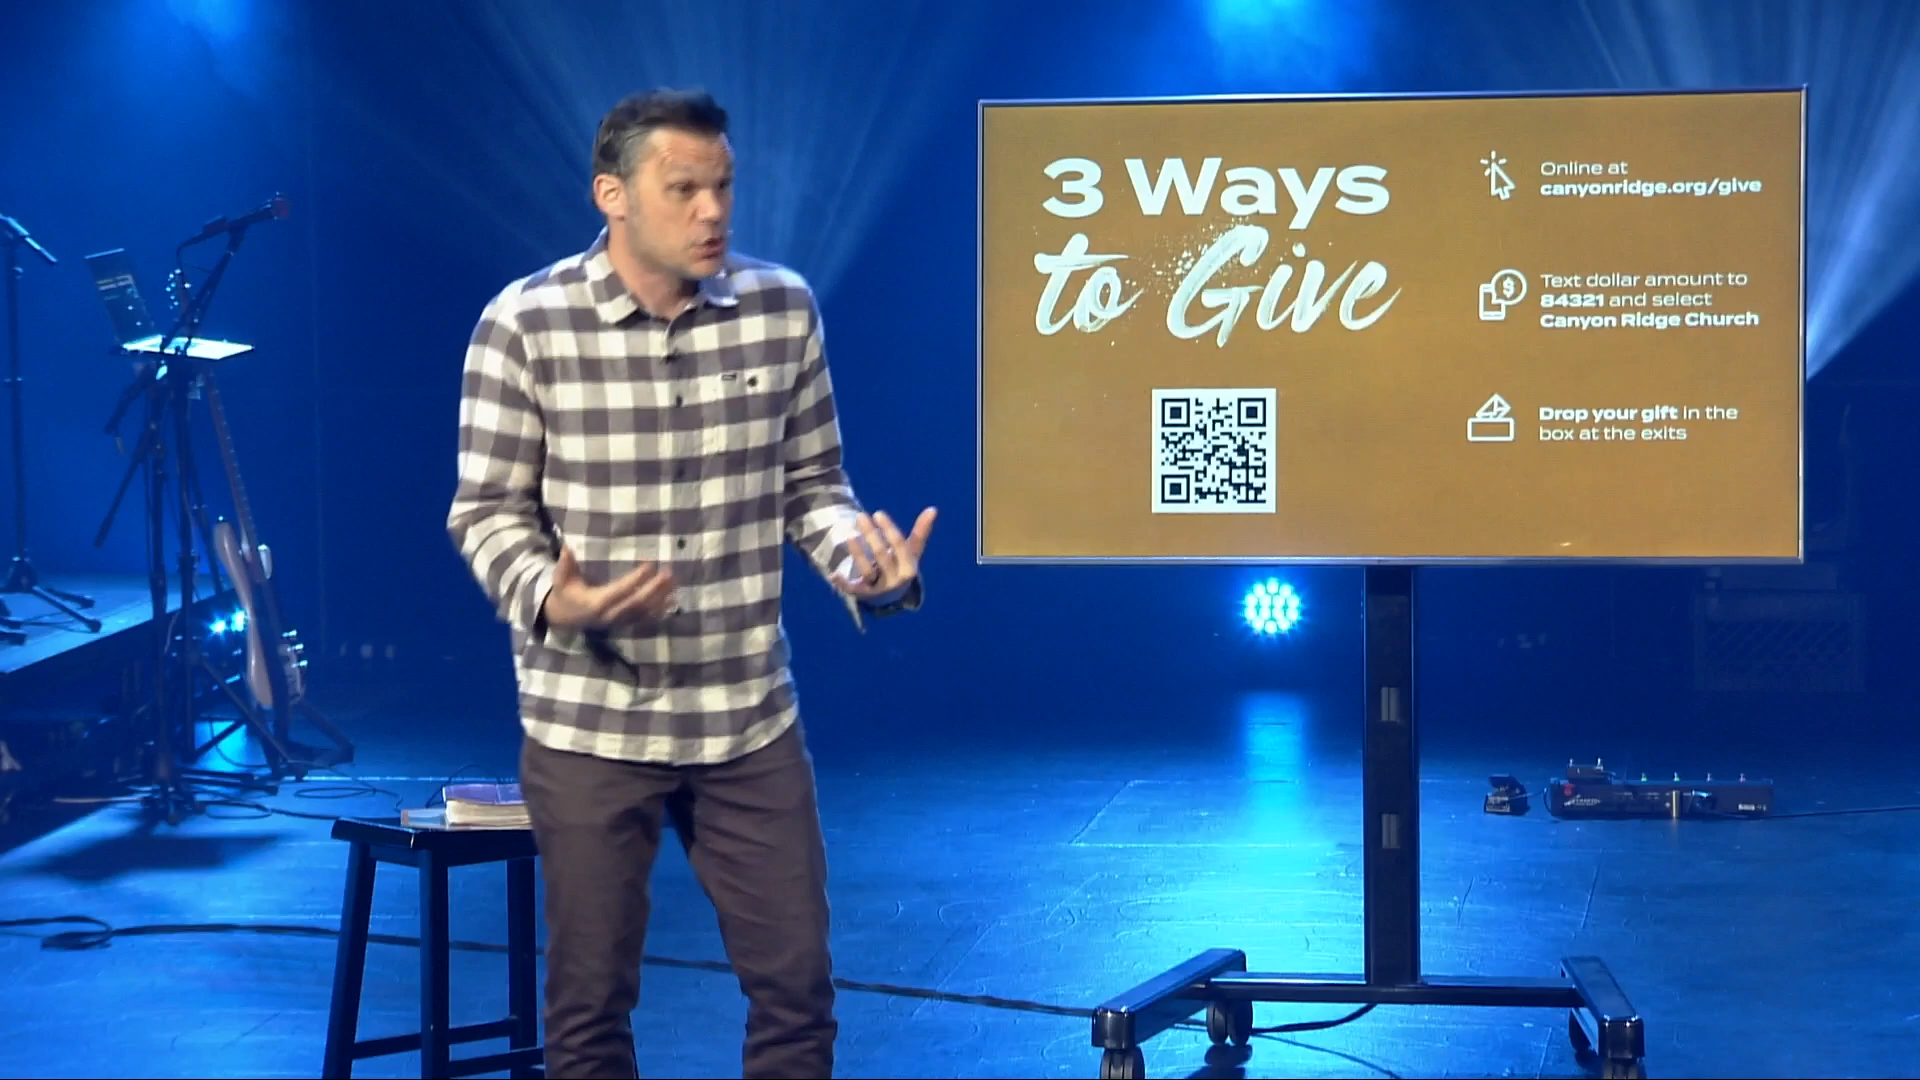 3 Ways
to Give
Online at
canyonridge.org/give
Text dollar amount to
84321 and select
Canyon Ridge Church
Drop your gift in the
box at the exits